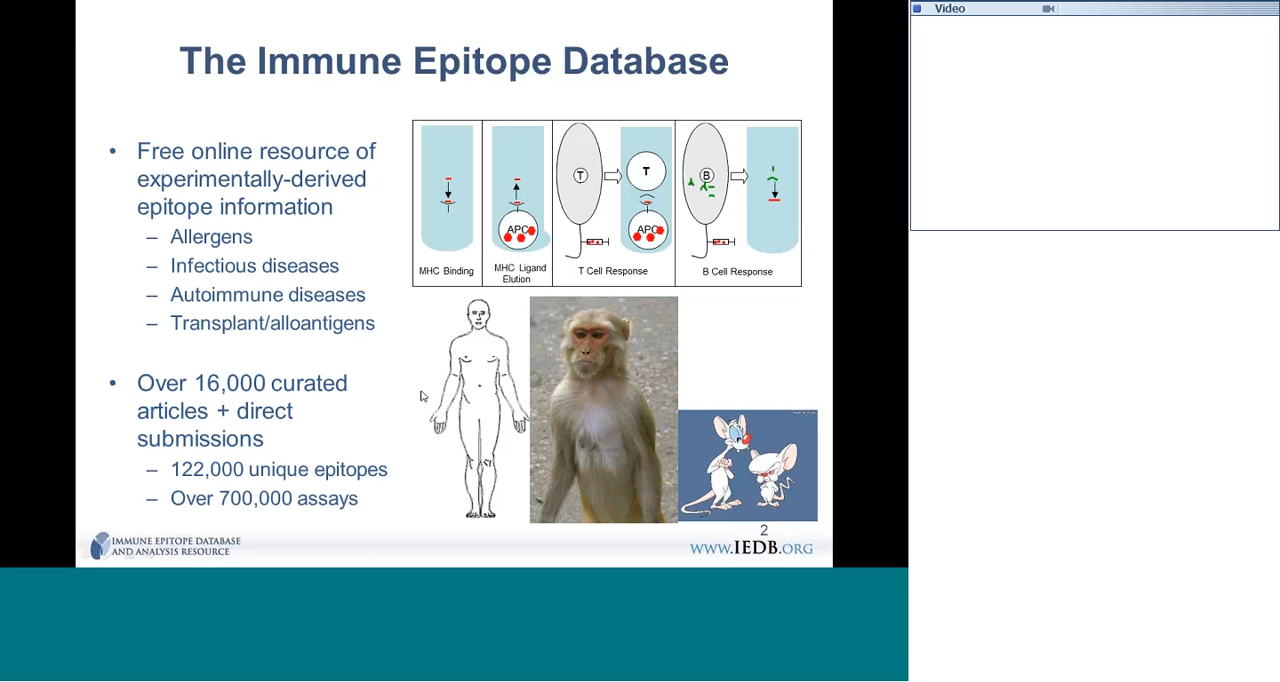 Video
The Immune Epitope Database
• Free online resource of
experimentally-derived
epitope information
– Allergens
– Infectious diseases
– Autoimmune diseases
– Transplant/alloantigens
• Over 16,000 curated
articles + direct
submissions
– 122,000 unique epitopes
– Over 700,000 assays
T
T
B
APC
APC
MHC Binding
MHC Ligand
Elution
T Cell Response
B Cell Response
2
IMMUNE EPITOPE DATABASE
AND ANALYSIS RESOURCE
WWW.IEDB.ORG